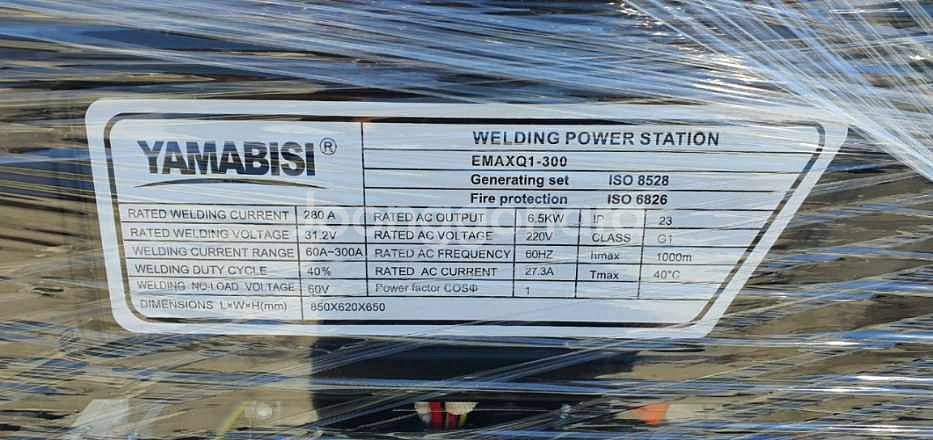 YAMABISI®
WELDING POWER STATION
EMAXQ1-300
Generating set ISO 8528
Fire protection ISO 6826
RATED WELDING CURRENT 280 A RATED AC OUTPUT 6.5KW IP 23
RATED WELDING VOLTAGE 31.2V RATED AC VOLTAGE 220V CLASS G1
WELDING CURRENT RANGE 60A~300A RATED AC FREQUENCY 60HZ hmax 1000m
WELDING DUTY CYCLE 40% RATED AC CURRENT 27.3A Tmax 40°C
WELDING NO-LOAD VOLTAGE 60V Power factor COSΦ 1
DIMENSIONS L×W×H(mm) 850X620X650